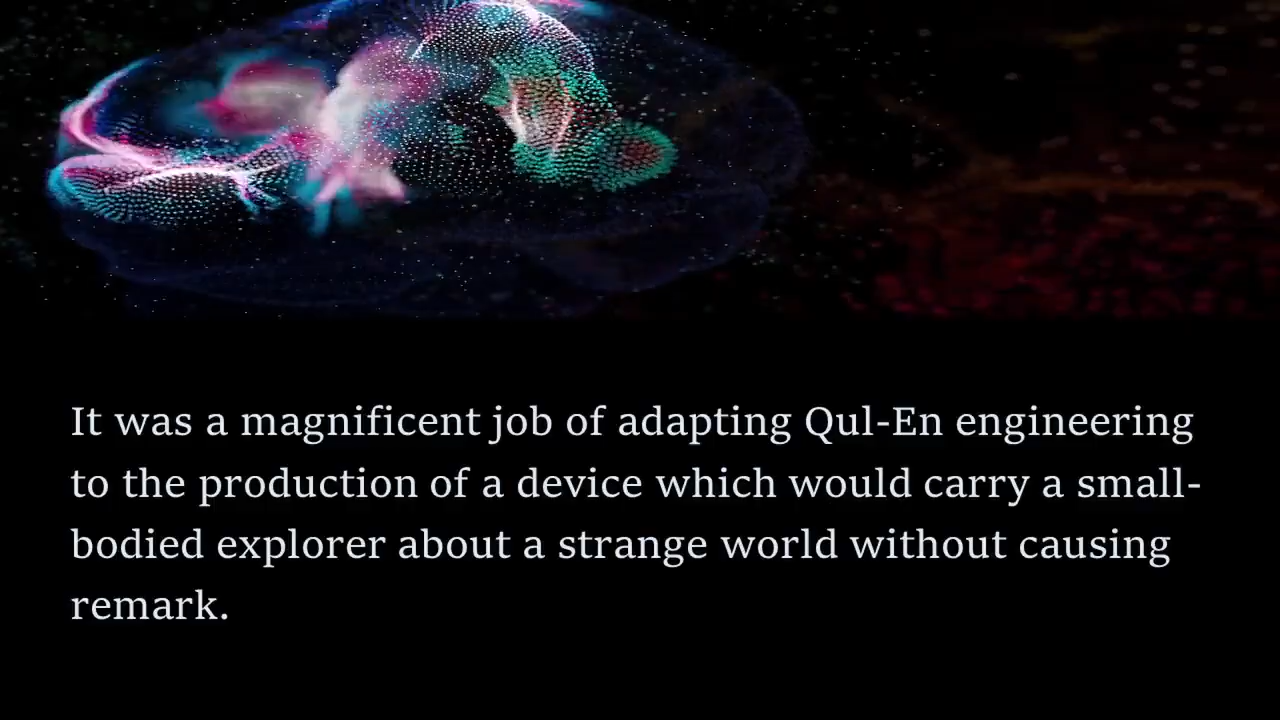 It was a magnificent job of adapting Qul-En engineering
to the production of a device which would carry a small-
bodied explorer about a strange world without causing
remark.